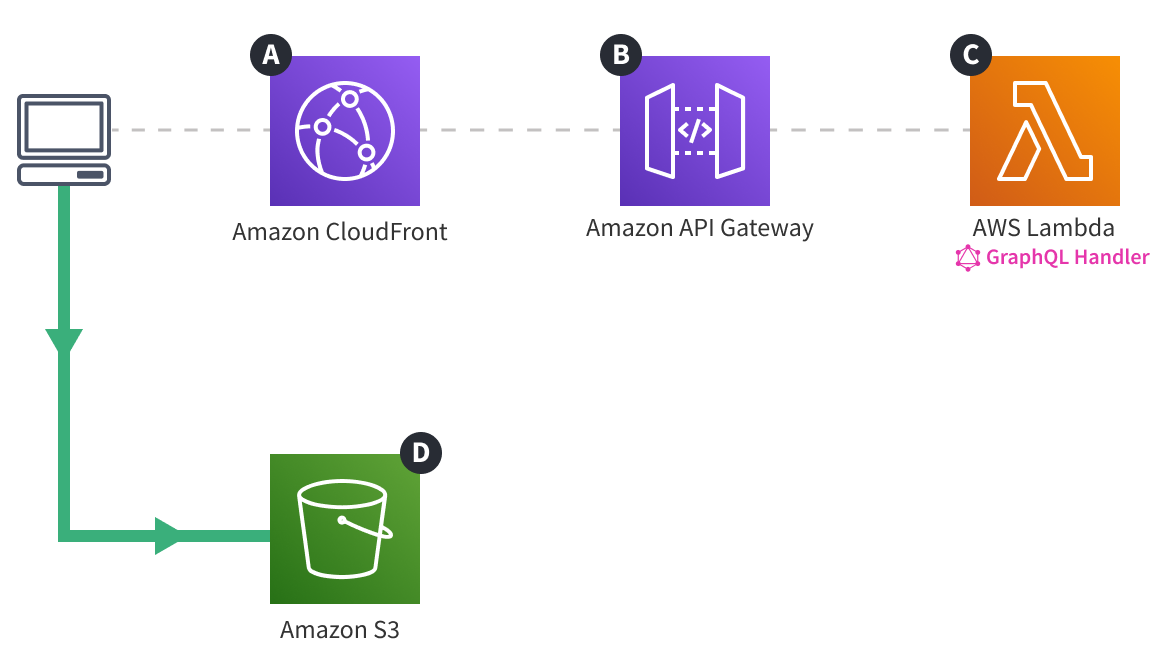 A
B
C
Amazon CloudFront
Amazon API Gateway
</>
AWS Lambda
GraphQL Handler
D
Amazon S3